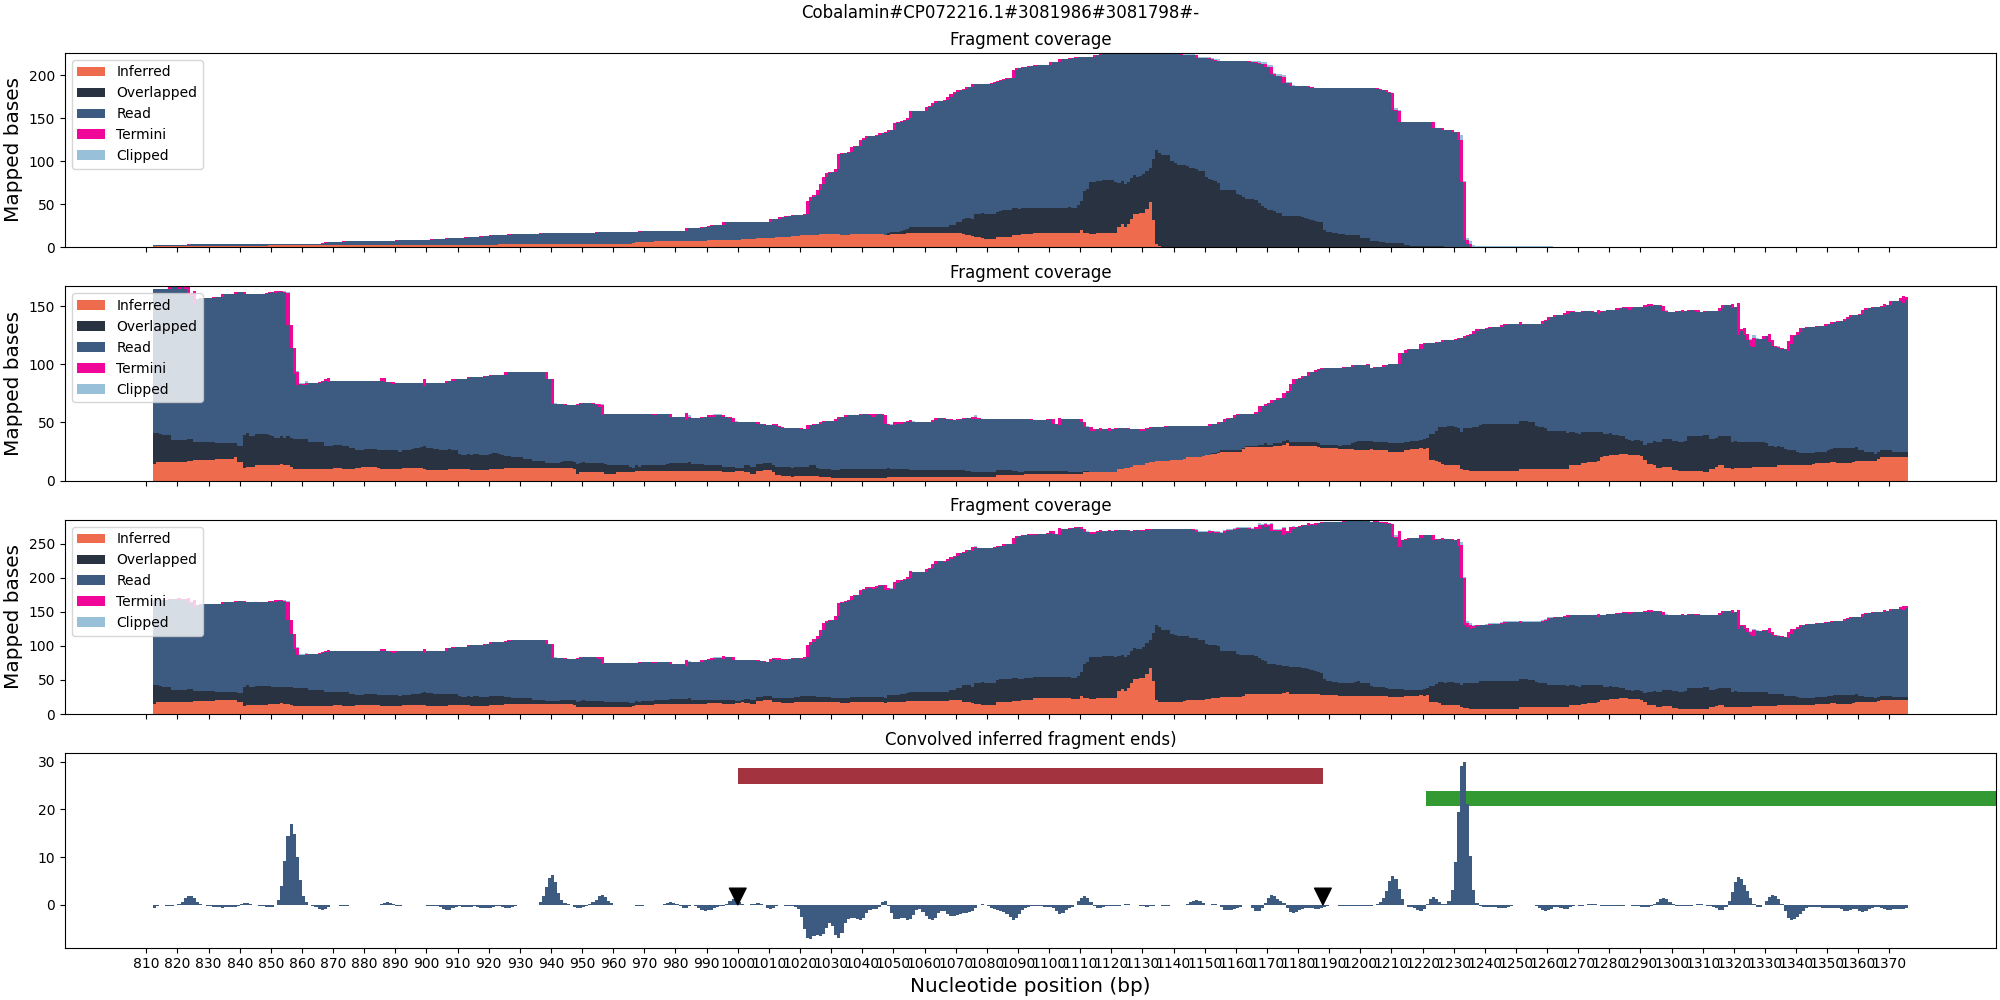 Cobalamin#CP072216.1#3081986#3081798#-
Fragment coverage
Mapped bases
200
150
100
50
0
Inferred
Overlapped
Read
Termini
Clipped
Fragment coverage
Mapped bases
150
100
50
0
Inferred
Overlapped
Read
Termini
Clipped
Fragment coverage
Mapped bases
250
200
150
100
50
0
Inferred
Overlapped
Read
Termini
Clipped
Convolved inferred fragment ends)
30
20
10
0
810 820 830 840 850 860 870 880 890 900 910 920 930 940 950 960 970 980 990 1000 1010 1020 1030 1040 1050 1060 1070 1080 1090 1100 1110 1120 1130 1140 1150 1160 1170 1180 1190 1200 1210 1220 1230 1240 1250 1260 1270 1280 1290 1300 1310 1320 1330 1340 1350 1360 1370
Nucleotide position (bp)